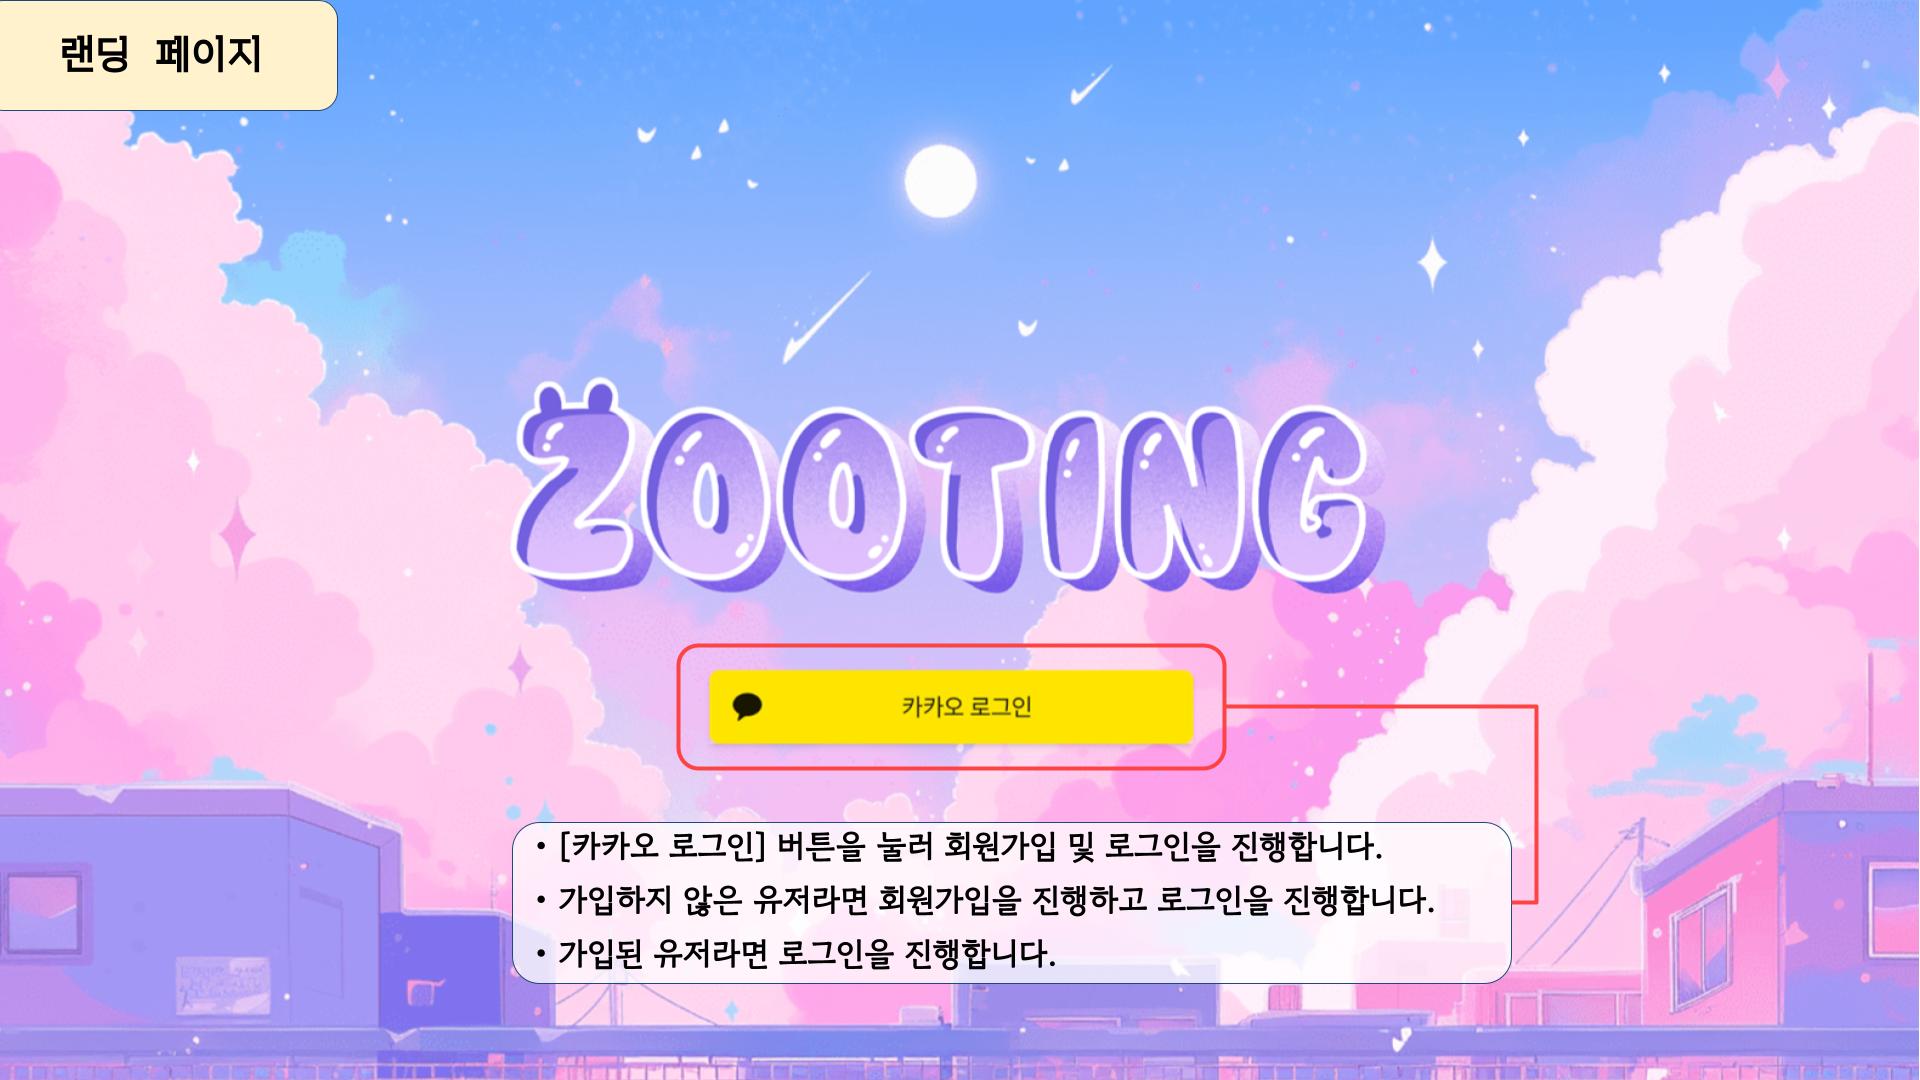 랜딩 페이지
ZOOTING
카카오 로그인
• [카카오 로그인] 버튼을 눌러 회원가입 및 로그인을 진행합니다.
• 가입하지 않은 유저라면 회원가입을 진행하고 로그인을 진행합니다.
• 가입된 유저라면 로그인을 진행합니다.